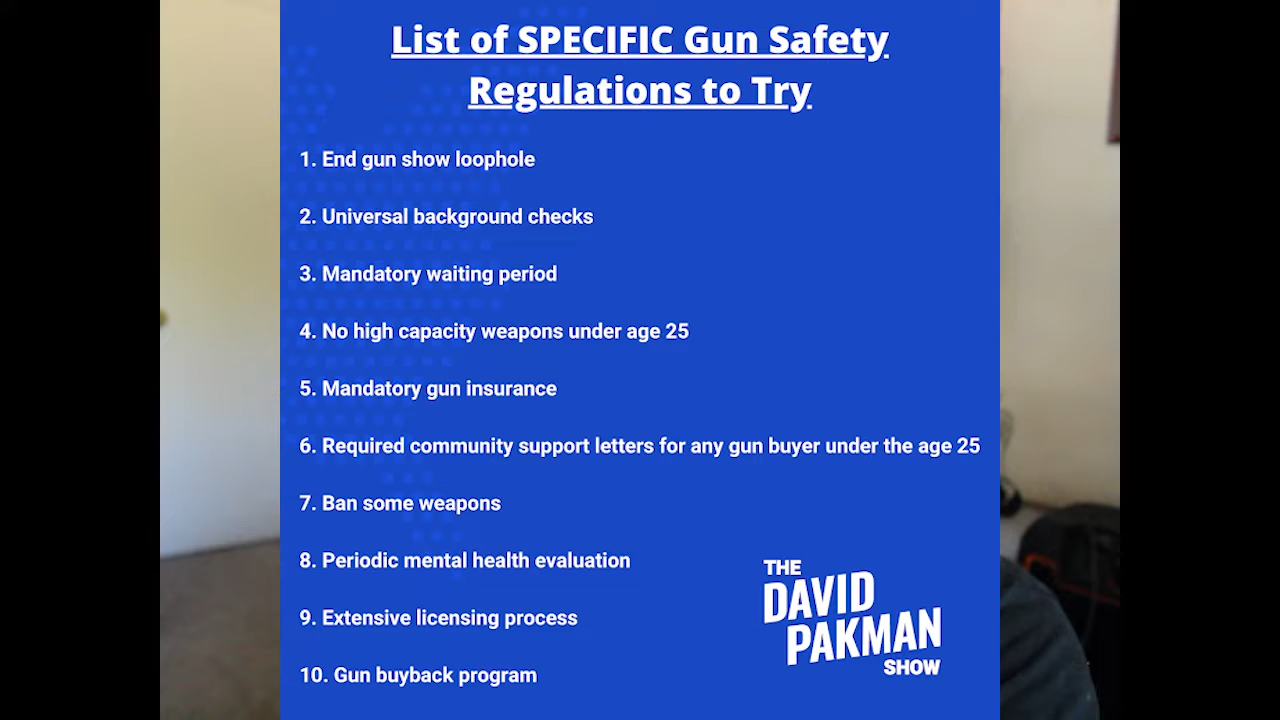 List of SPECIFIC Gun Safety
Regulations to Try
1. End gun show loophole
2. Universal background checks
3. Mandatory waiting period
4. No high capacity weapons under age 25
5. Mandatory gun insurance
6. Required community support letters for any gun buyer under the age 25
7. Ban some weapons
8. Periodic mental health evaluation
9. Extensive licensing process
10. Gun buyback program
THE
DAVID
PAKMAN
SHOW